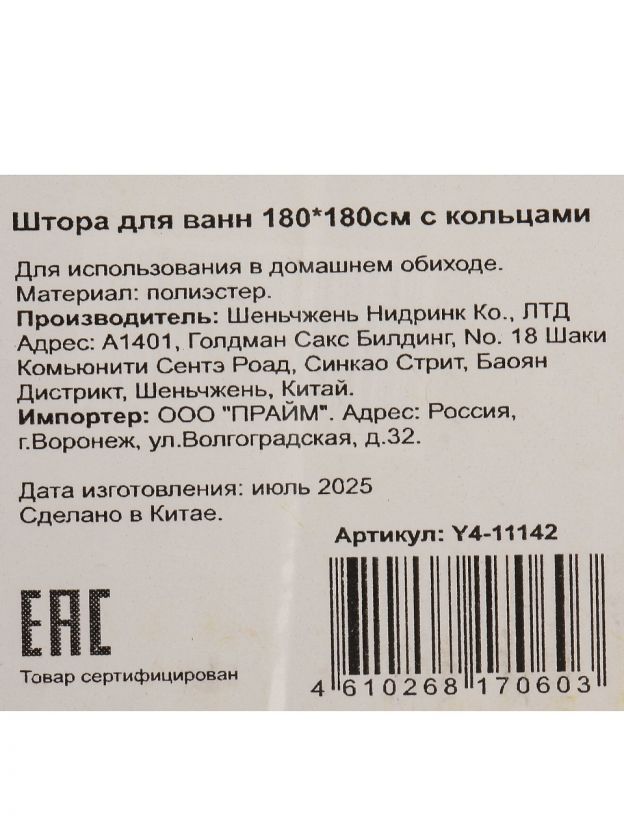 Штора для ванн 180*180см с кольцами
Для использования в домашнем обиходе.
Материал: полиэстер.
Производитель: Шеньчжень Нидринк Ко., ЛТД
Адрес: А1401, Голдман Сакс Билдинг, No. 18 Шаки
Комьюнити Сентэ Роад, Синкао Стрит, Баоян
Дистрикт, Шеньчжень, Китай.
Импортер: ООО "ПРАЙМ". Адрес: Россия,
г.Воронеж, ул.Волгоградская, д.32.
Дата изготовления: июль 2025
Сделано в Китае.
Артикул: Y4-11142
EAC
Товар сертифицирован
4 610268 170603